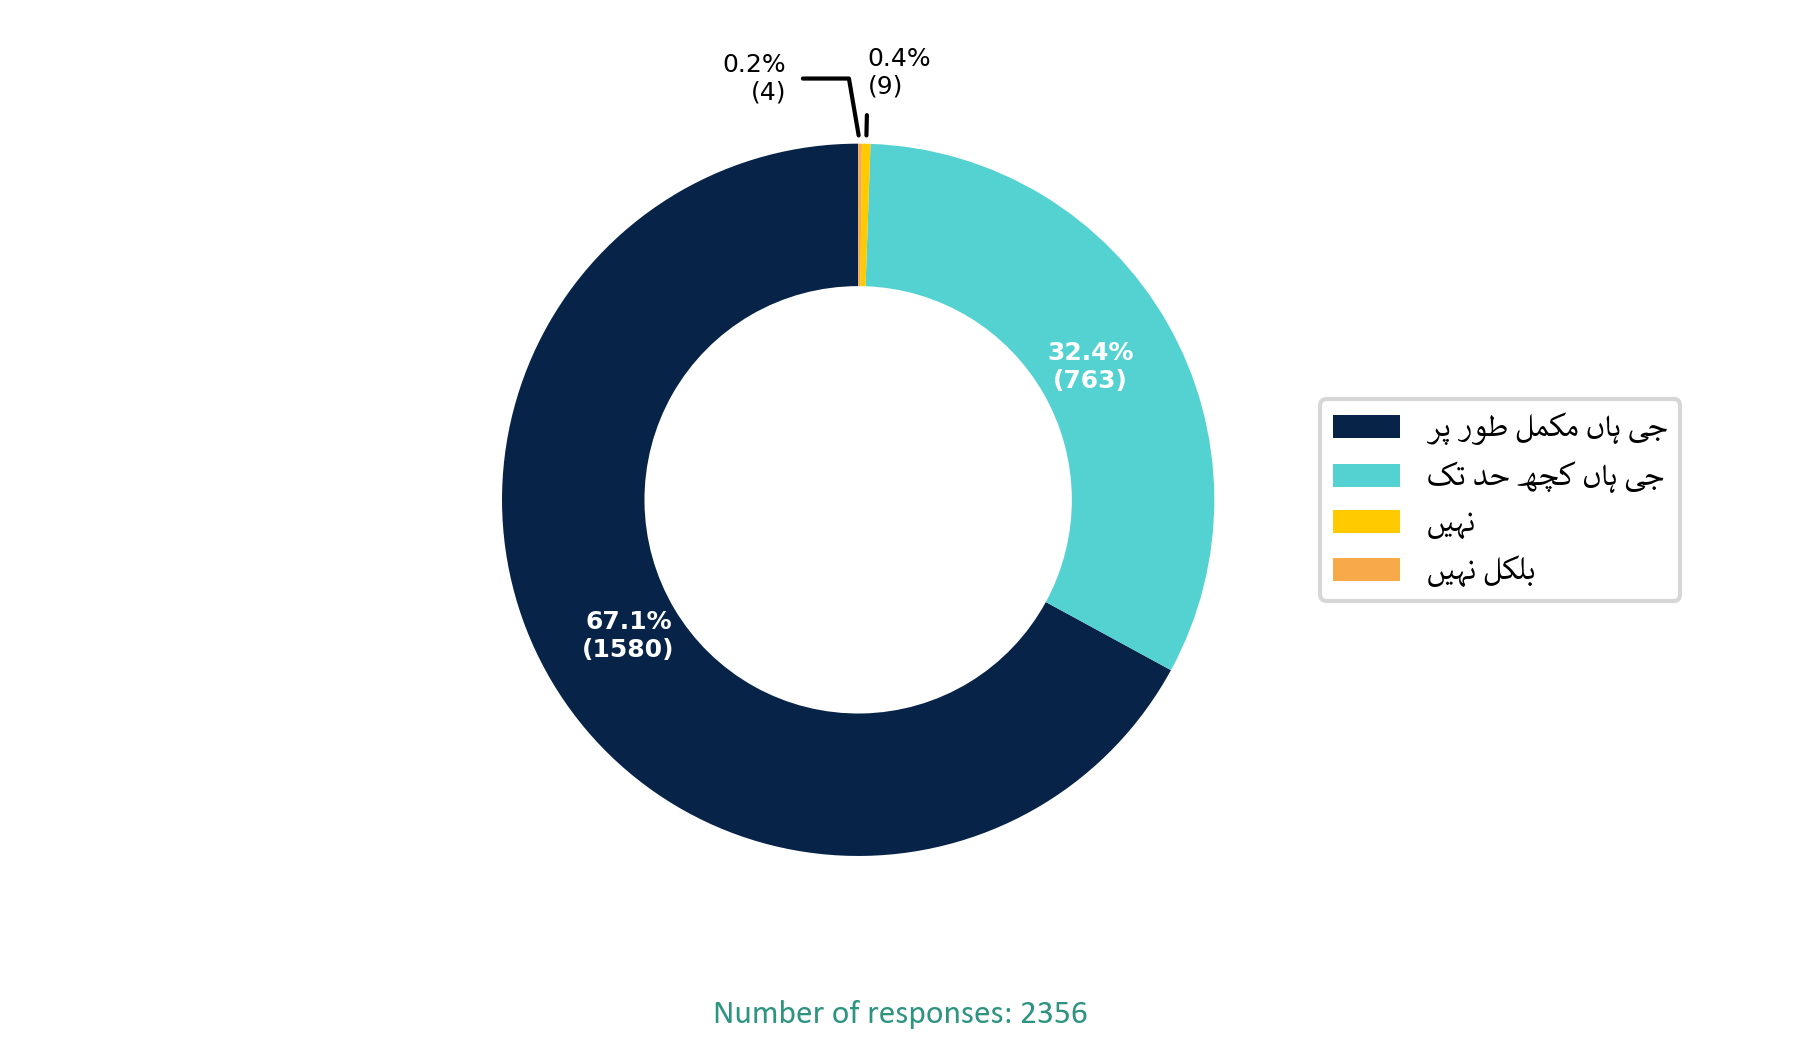 0.2%
(4)
0.4%
(9)
32.4%
(763)
67.1%
(1580)
جی ہاں مکمل طور پر
جی ہاں کچھ حد تک
نہیں
بلکل نہیں
Number of responses: 2356